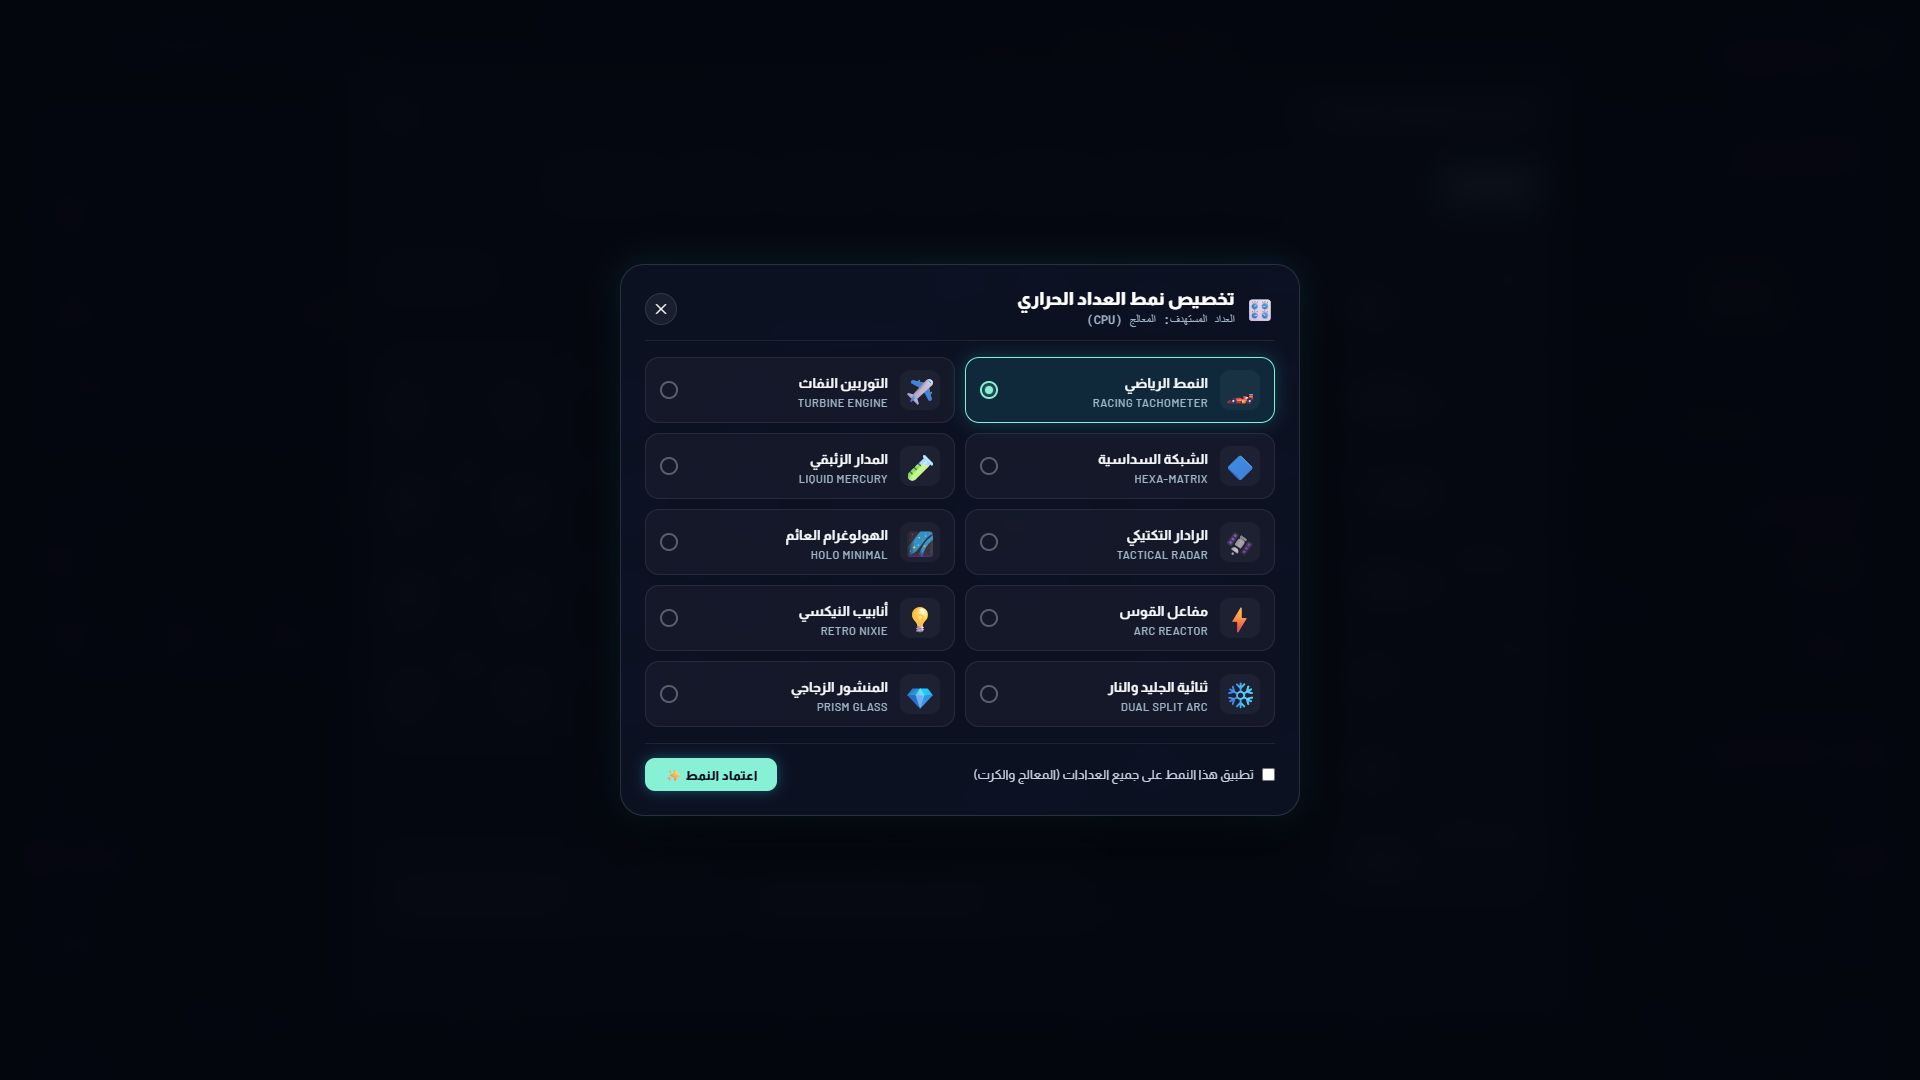 تخصيص نمط العداد الحراري
العداد المستهدف: المعالج (CPU)
النمط الرياضي
RACING TACHOMETER
التوربين النفاث
TURBINE ENGINE
الشبكة السداسية
HEXA-MATRIX
المدار الزئبقي
LIQUID MERCURY
الرادار التكتيكي
TACTICAL RADAR
الهولوغرام العائم
HOLO MINIMAL
مفاعل القوس
ARC REACTOR
أنابيب النيكسي
RETRO NIXIE
ثنائية الجليد والنار
DUAL SPLIT ARC
المنشور الزجاجي
PRISM GLASS
تطبيق هذا النمط على جميع العدادات (المعالج والكرت)
اعتماد النمط ✨